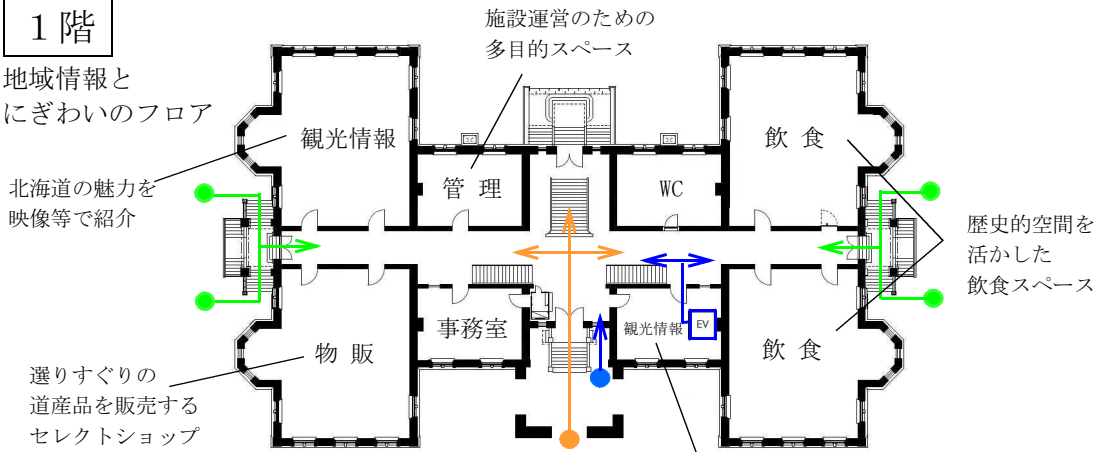 １階
地域情報と
にぎわいのフロア
施設運営のための
多目的スペース
観光情報
飲 食
管 理
WC
北海道の魅力を
映像等で紹介
歴史的空間を
活かした
飲食スペース
事務室
観光情報
EV
物 販
飲 食
選りすぐりの
道産品を販売する
セレクトショップ